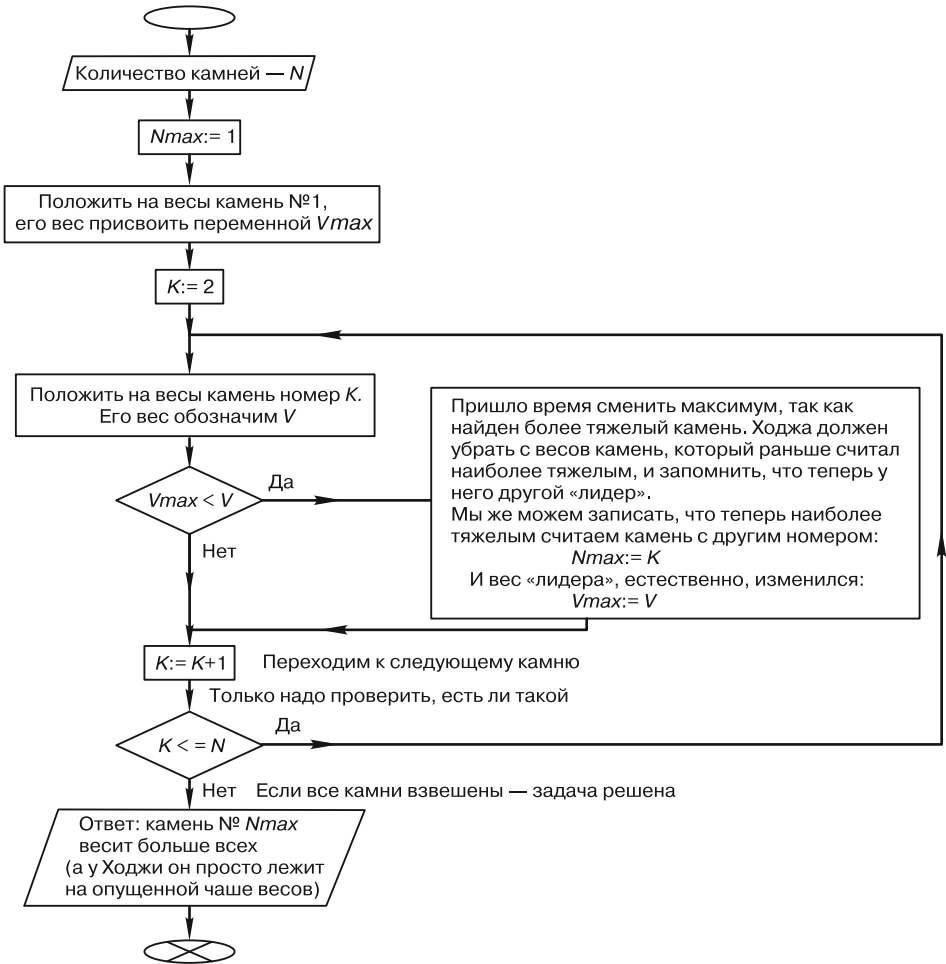 Количество камней — N
Nmax:= 1
Положить на весы камень №1,
его вес присвоить переменной Vmax
K:= 2
Положить на весы камень номер K.
Его вес обозначим V
Vmax < V
Да
Нет
Пришло время сменить максимум, так как
найден более тяжелый камень. Ходжа должен
убрать с весов камень, который раньше считал
наиболее тяжелым, и запомнить, что теперь у
него другой «лидер».
Мы же можем записать, что теперь наиболее
тяжелым считаем камень с другим номером:
Nmax:= K
И вес «лидера», естественно, изменился:
Vmax:= V
K:= K+1 Переходим к следующему камню
Только надо проверить, есть ли такой
K < = N
Да
Нет Если все камни взвешены — задача решена
Ответ: камень № Nmax
весит больше всех
(а у Ходжи он просто лежит
на опущенной чаше весов)